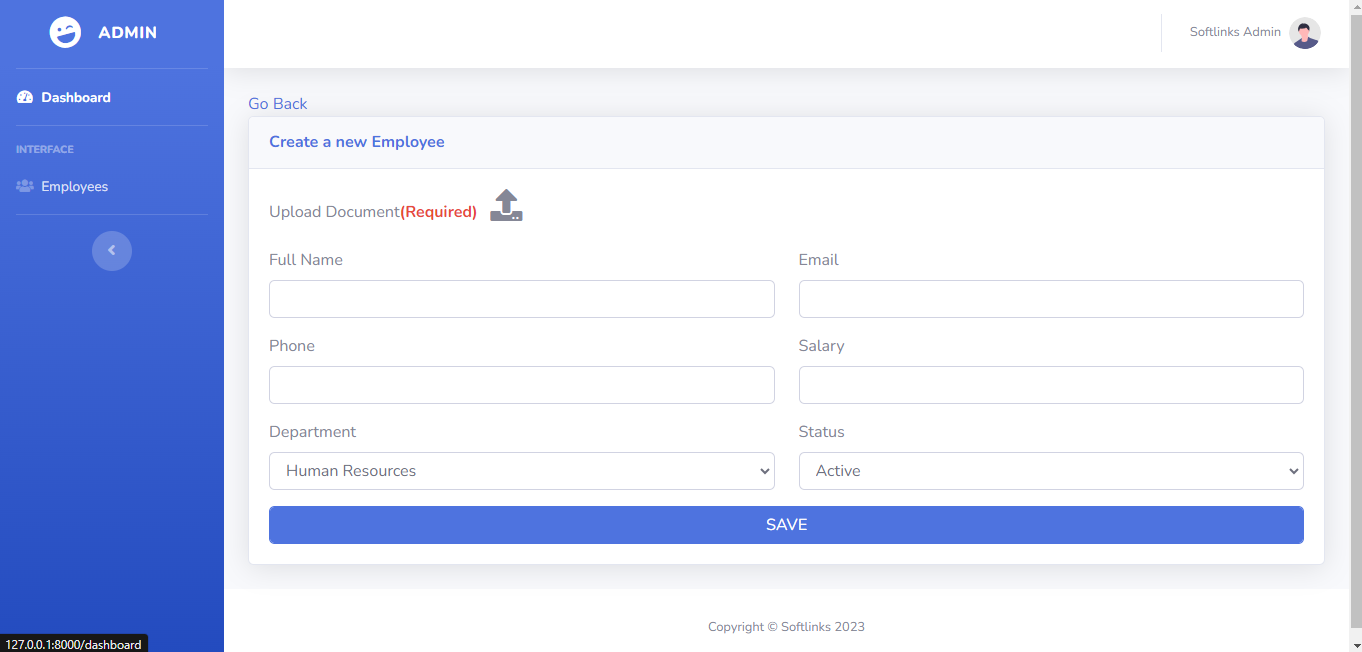 ADMIN
Softlinks Admin
Dashboard
INTERFACE
Employees
Go Back
Create a new Employee
Upload Document(Required)
Full Name
Email
Phone
Salary
Department
Status
Human Resources
Active
SAVE
Copyright © Softlinks 2023
127.0.0.1:8000/dashboard